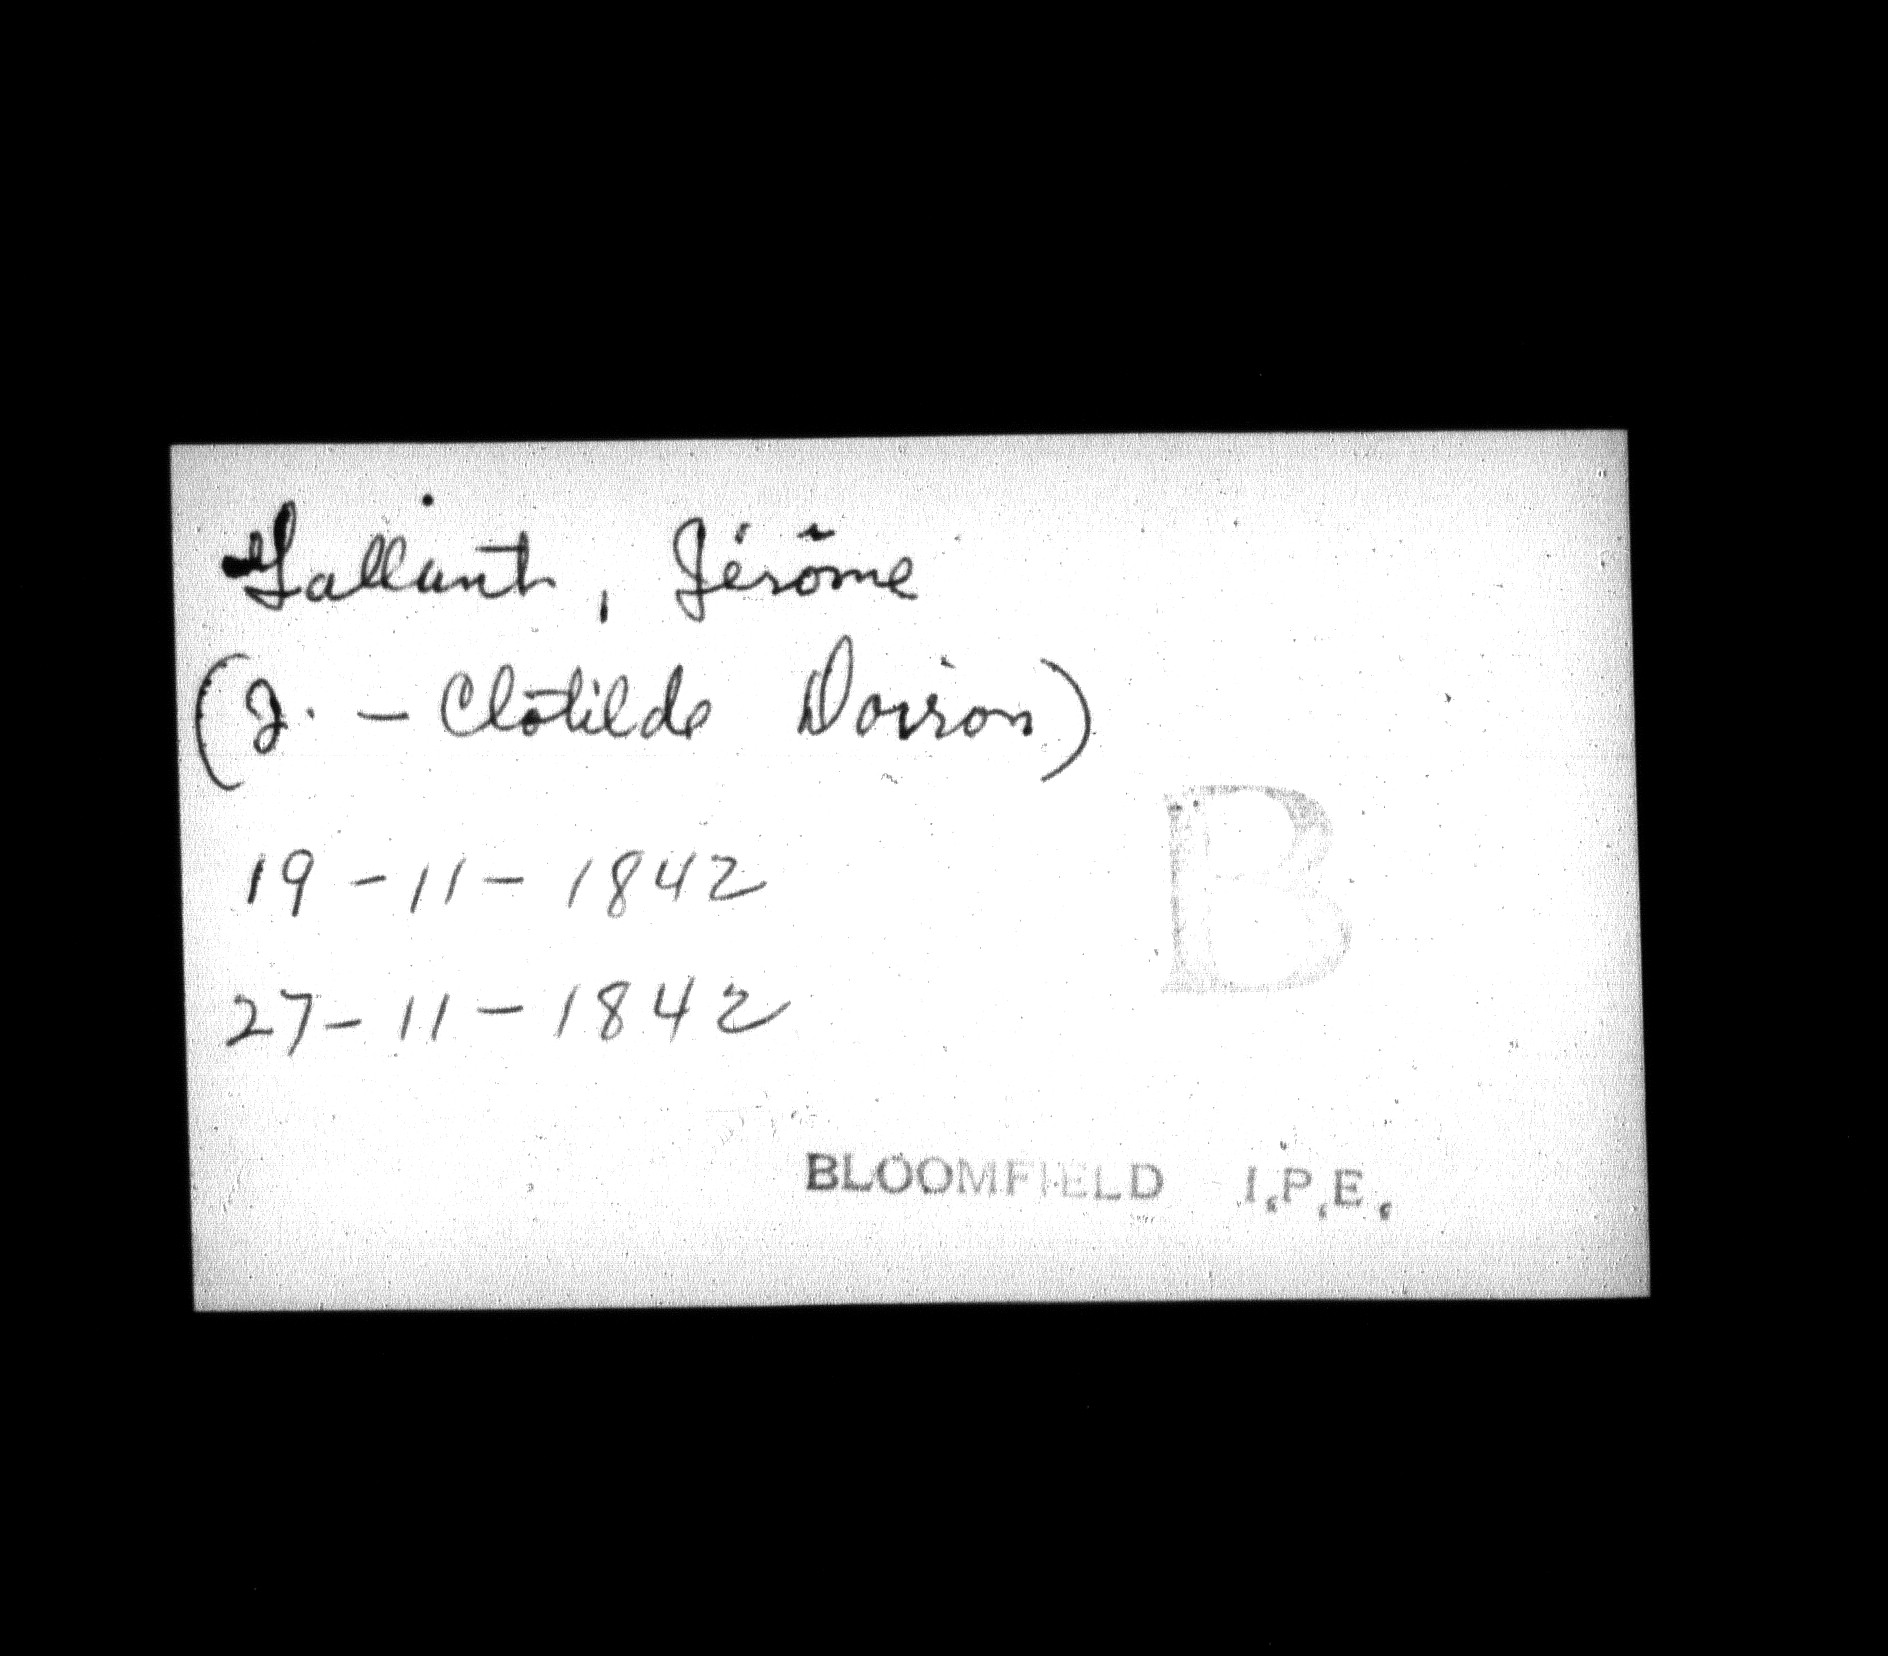 Gallant, Jérôme
(J. - Clotilde Doiron)
19-11-1842
B
27-11-1842
BLOOMFIELD I.P.E.